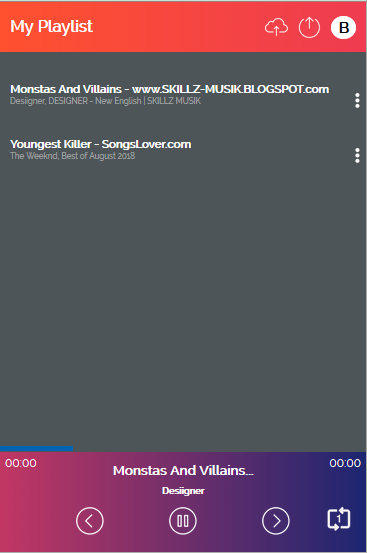 My Playlist
B
Monstas And Villains - www.SKILLZ-MUSIK.BLOGSPOT.com
Designer, DESIGNER - New English | SKILLZ MUSIK
Youngest Killer - SongsLover.com
The Weeknd, Best of August 2018
00:00
00:00
Monstas And Villains...
Desiigner
1